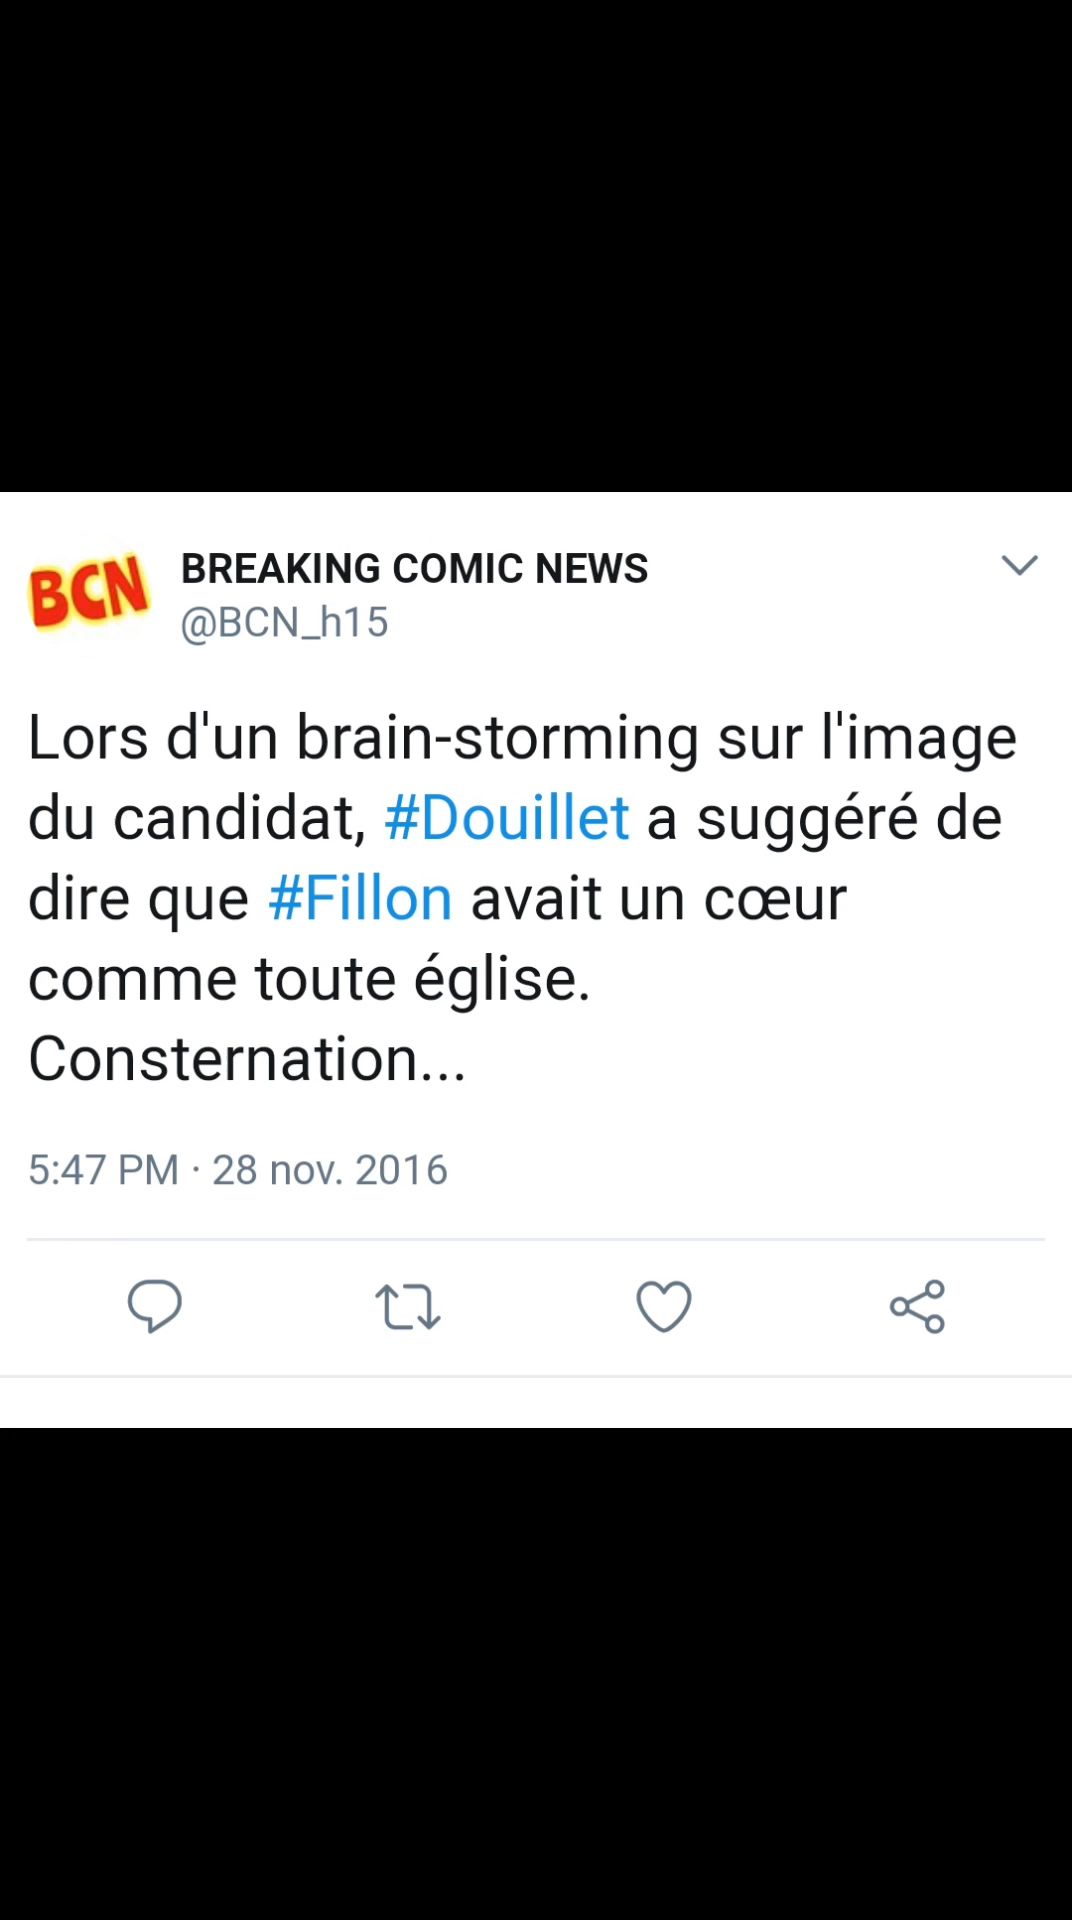 BCN
BREAKING COMIC NEWS
@BCN_h15
Lors d'un brain-storming sur l'image
du candidat, #Douillet a suggéré de
dire que #Fillon avait un cœur
comme toute église.
Consternation...
5:47 PM · 28 nov. 2016